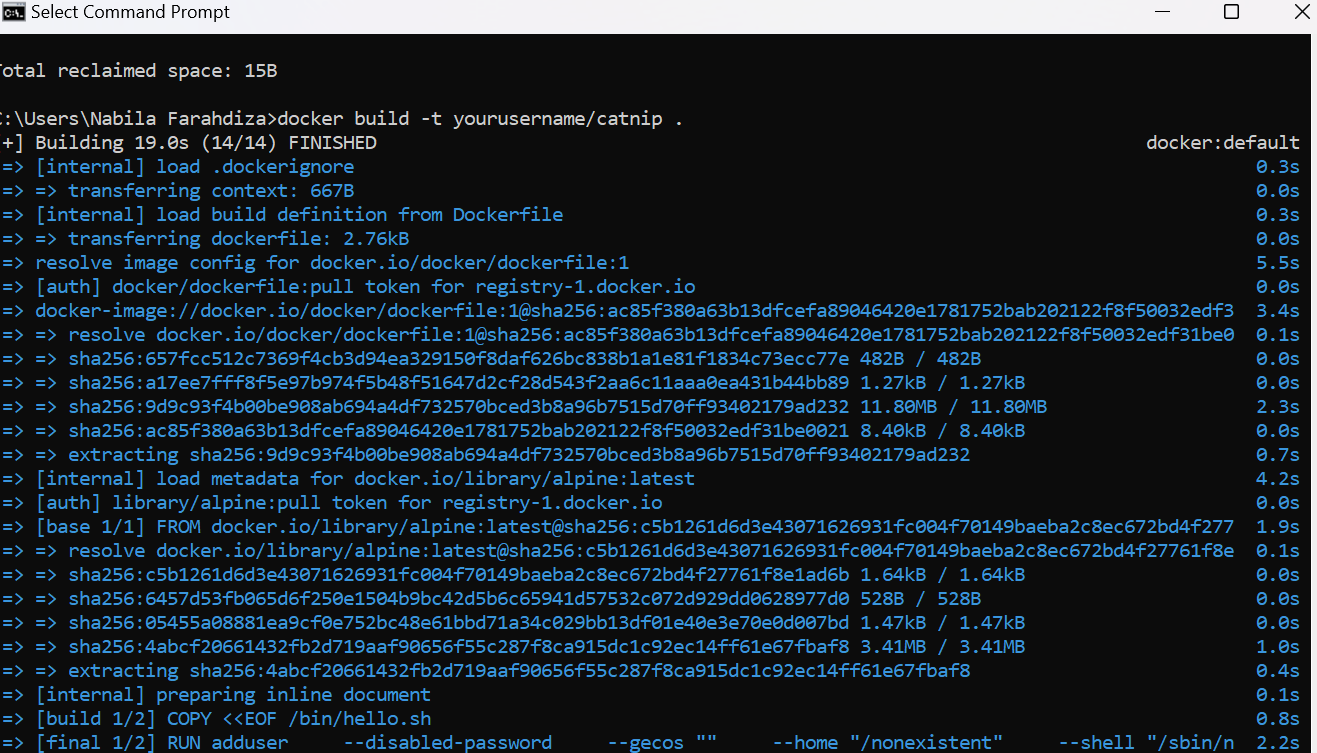 Select Command Prompt
Total reclaimed space: 15B
C:\Users\Nabila Farahdiza>docker build -t yourusername/catnip .
[+] Building 19.0s (14/14) FINISHED docker:default
=> [internal] load .dockerignore 0.3s
=> => transferring context: 667B 0.0s
=> [internal] load build definition from Dockerfile 0.3s
=> => transferring dockerfile: 2.76kB 0.0s
=> resolve image config for docker.io/docker/dockerfile:1 5.5s
=> [auth] docker/dockerfile:pull token for registry-1.docker.io 0.0s
=> docker-image://docker.io/docker/dockerfile:1@sha256:ac85f380a63b13dfcefa89046420e1781752bab202122f8f50032edf3 3.4s
=> => resolve docker.io/docker/dockerfile:1@sha256:ac85f380a63b13dfcefa89046420e1781752bab202122f8f50032edf31be0 0.1s
=> => sha256:657fcc512c7369f4cb3d94ea329150f8daf626bc838b1a1e81f1834c73ecc77e 482B / 482B 0.0s
=> => sha256:a17ee7fff8f5e97b974f5b48f51647d2cf28d543f2aa6c11aaa0ea431b44bb89 1.27kB / 1.27kB 0.0s
=> => sha256:9d9c93f4b00be908ab694a4df732570bced3b8a96b7515d70ff93402179ad232 11.80MB / 11.80MB 2.3s
=> => sha256:ac85f380a63b13dfcefa89046420e1781752bab202122f8f50032edf31be0021 8.40kB / 8.40kB 0.0s
=> => extracting sha256:9d9c93f4b00be908ab694a4df732570bced3b8a96b7515d70ff93402179ad232 0.7s
=> [internal] load metadata for docker.io/library/alpine:latest 4.2s
=> [auth] library/alpine:pull token for registry-1.docker.io 0.0s
=> [base 1/1] FROM docker.io/library/alpine:latest@sha256:c5b1261d6d3e43071626931fc004f70149baeba2c8ec672bd4f277 1.9s
=> => resolve docker.io/library/alpine:latest@sha256:c5b1261d6d3e43071626931fc004f70149baeba2c8ec672bd4f27761f8e 0.1s
=> => sha256:c5b1261d6d3e43071626931fc004f70149baeba2c8ec672bd4f27761f8e1ad6b 1.64kB / 1.64kB 0.0s
=> => sha256:6457d53fb065d6f250e1504b9bc42d5b6c65941d57532c072d929dd0628977d0 528B / 528B 0.0s
=> => sha256:05455a08881ea9cf0e752bc48e61bbd71a34c029bb13df01e40e3e70e0d007bd 1.47kB / 1.47kB 0.0s
=> => sha256:4abcf20661432fb2d719aaf90656f55c287f8ca915dc1c92ec14ff61e67fbaf8 3.41MB / 3.41MB 1.0s
=> => extracting sha256:4abcf20661432fb2d719aaf90656f55c287f8ca915dc1c92ec14ff61e67fbaf8 0.4s
=> [internal] preparing inline document 0.1s
=> [build 1/2] COPY <<EOF /bin/hello.sh 0.8s
=> [final 1/2] RUN adduser --disabled-password --gecos "" --home "/nonexistent" --shell "/sbin/n 2.2s